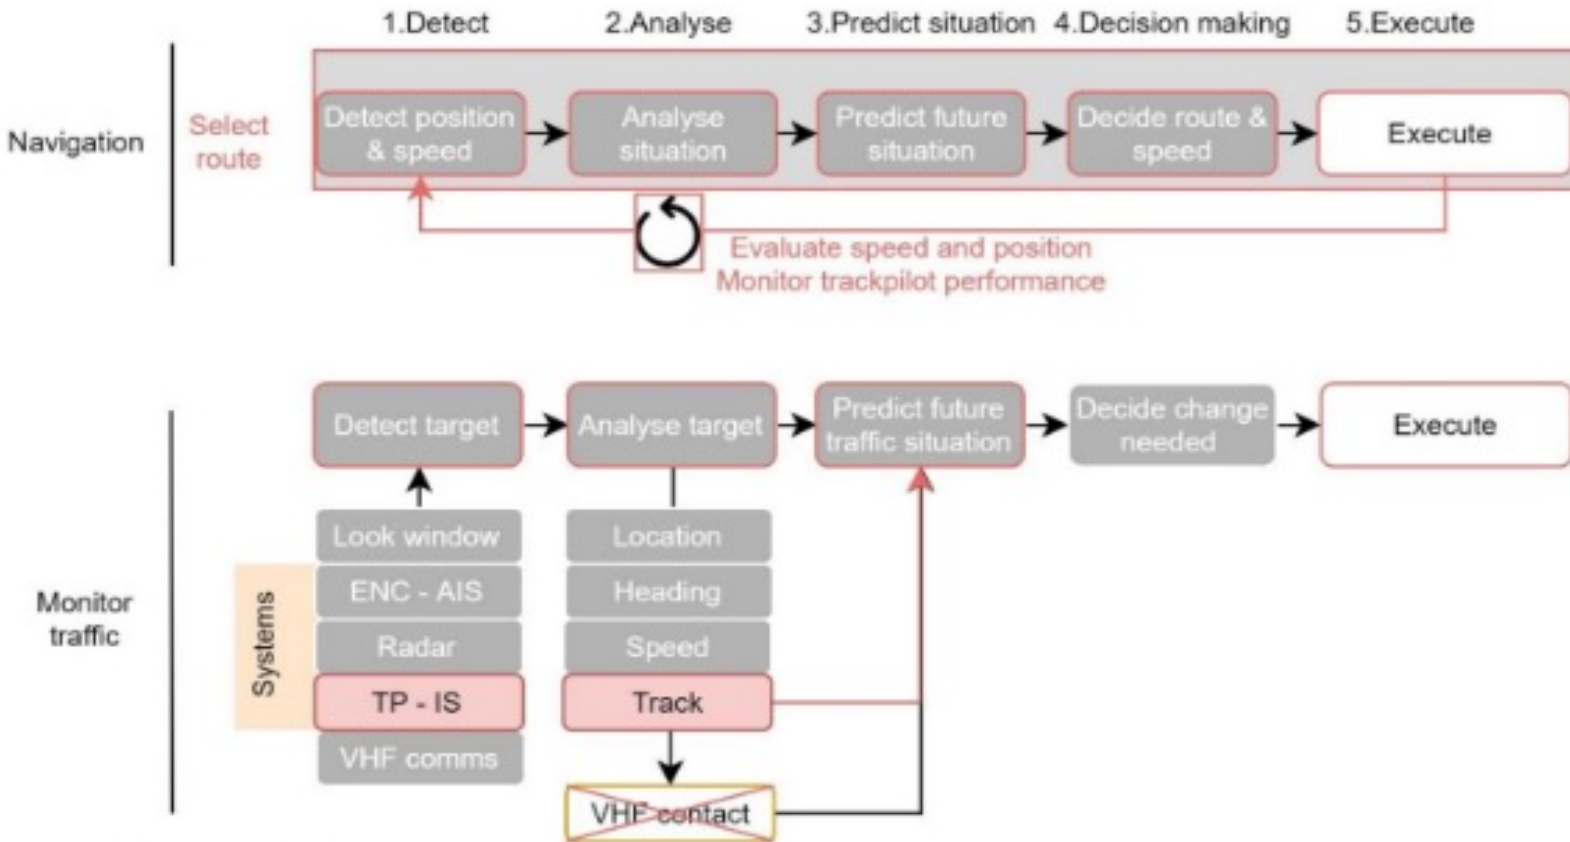 1.Detect
2.Analyse
3.Predict situation
4.Decision making
5.Execute
Navigation
Select
route
Detect position
& speed
Analyse
situation
Predict future
situation
Decide route &
speed
Execute
Evaluate speed and position
Monitor trackpilot performance
Monitor
traffic
Detect target
Analyse target
Predict future
traffic situation
Decide change
needed
Execute
Systems
Look window
ENC - AIS
Radar
TP - IS
VHF comms
Location
Heading
Speed
Track
VHF contact